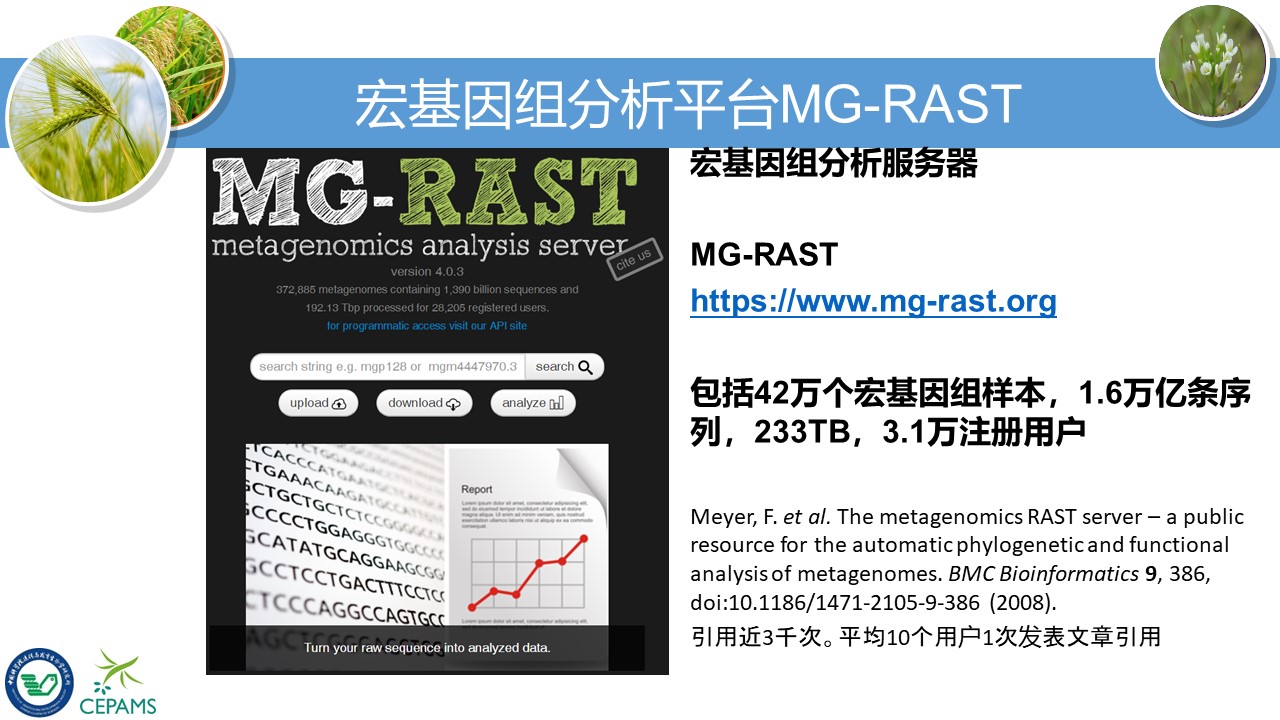 宏基因组分析平台MG-RAST
MG-RAST
metagenomics analysis server
cite us
version 4.0.3
372,885 metagenomes containing 1,390 billion sequences and
192.13 Tbp processed for 28,205 registered users.
for programmatic access visit our API site
search string e.g. mgp128 or mgm4447970.3
search
upload
download
analyze
Report
Turn your raw sequence into analyzed data.
宏基因组分析服务器
MG-RAST
https://www.mg-rast.org
包括42万个宏基因组样本，1.6万亿条序
列，233TB，3.1万注册用户
Meyer, F. et al. The metagenomics RAST server – a public
resource for the automatic phylogenetic and functional
analysis of metagenomes. BMC Bioinformatics 9, 386,
doi:10.1186/1471-2105-9-386 (2008).
引用近3千次。平均10个用户1次发表文章引用
CEPAMS